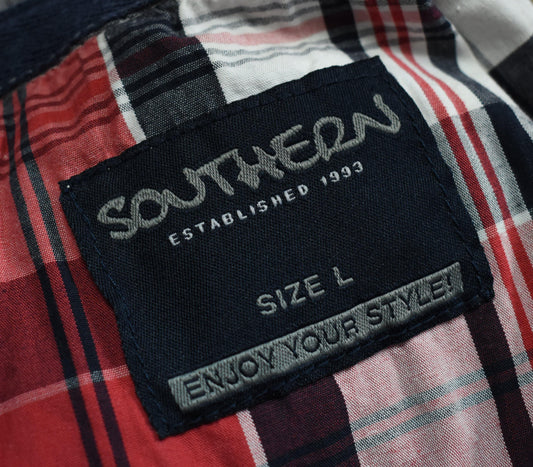 SOUTHERN
ESTABLISHED 1993
SIZE L
ENJOY YOUR STYLE!